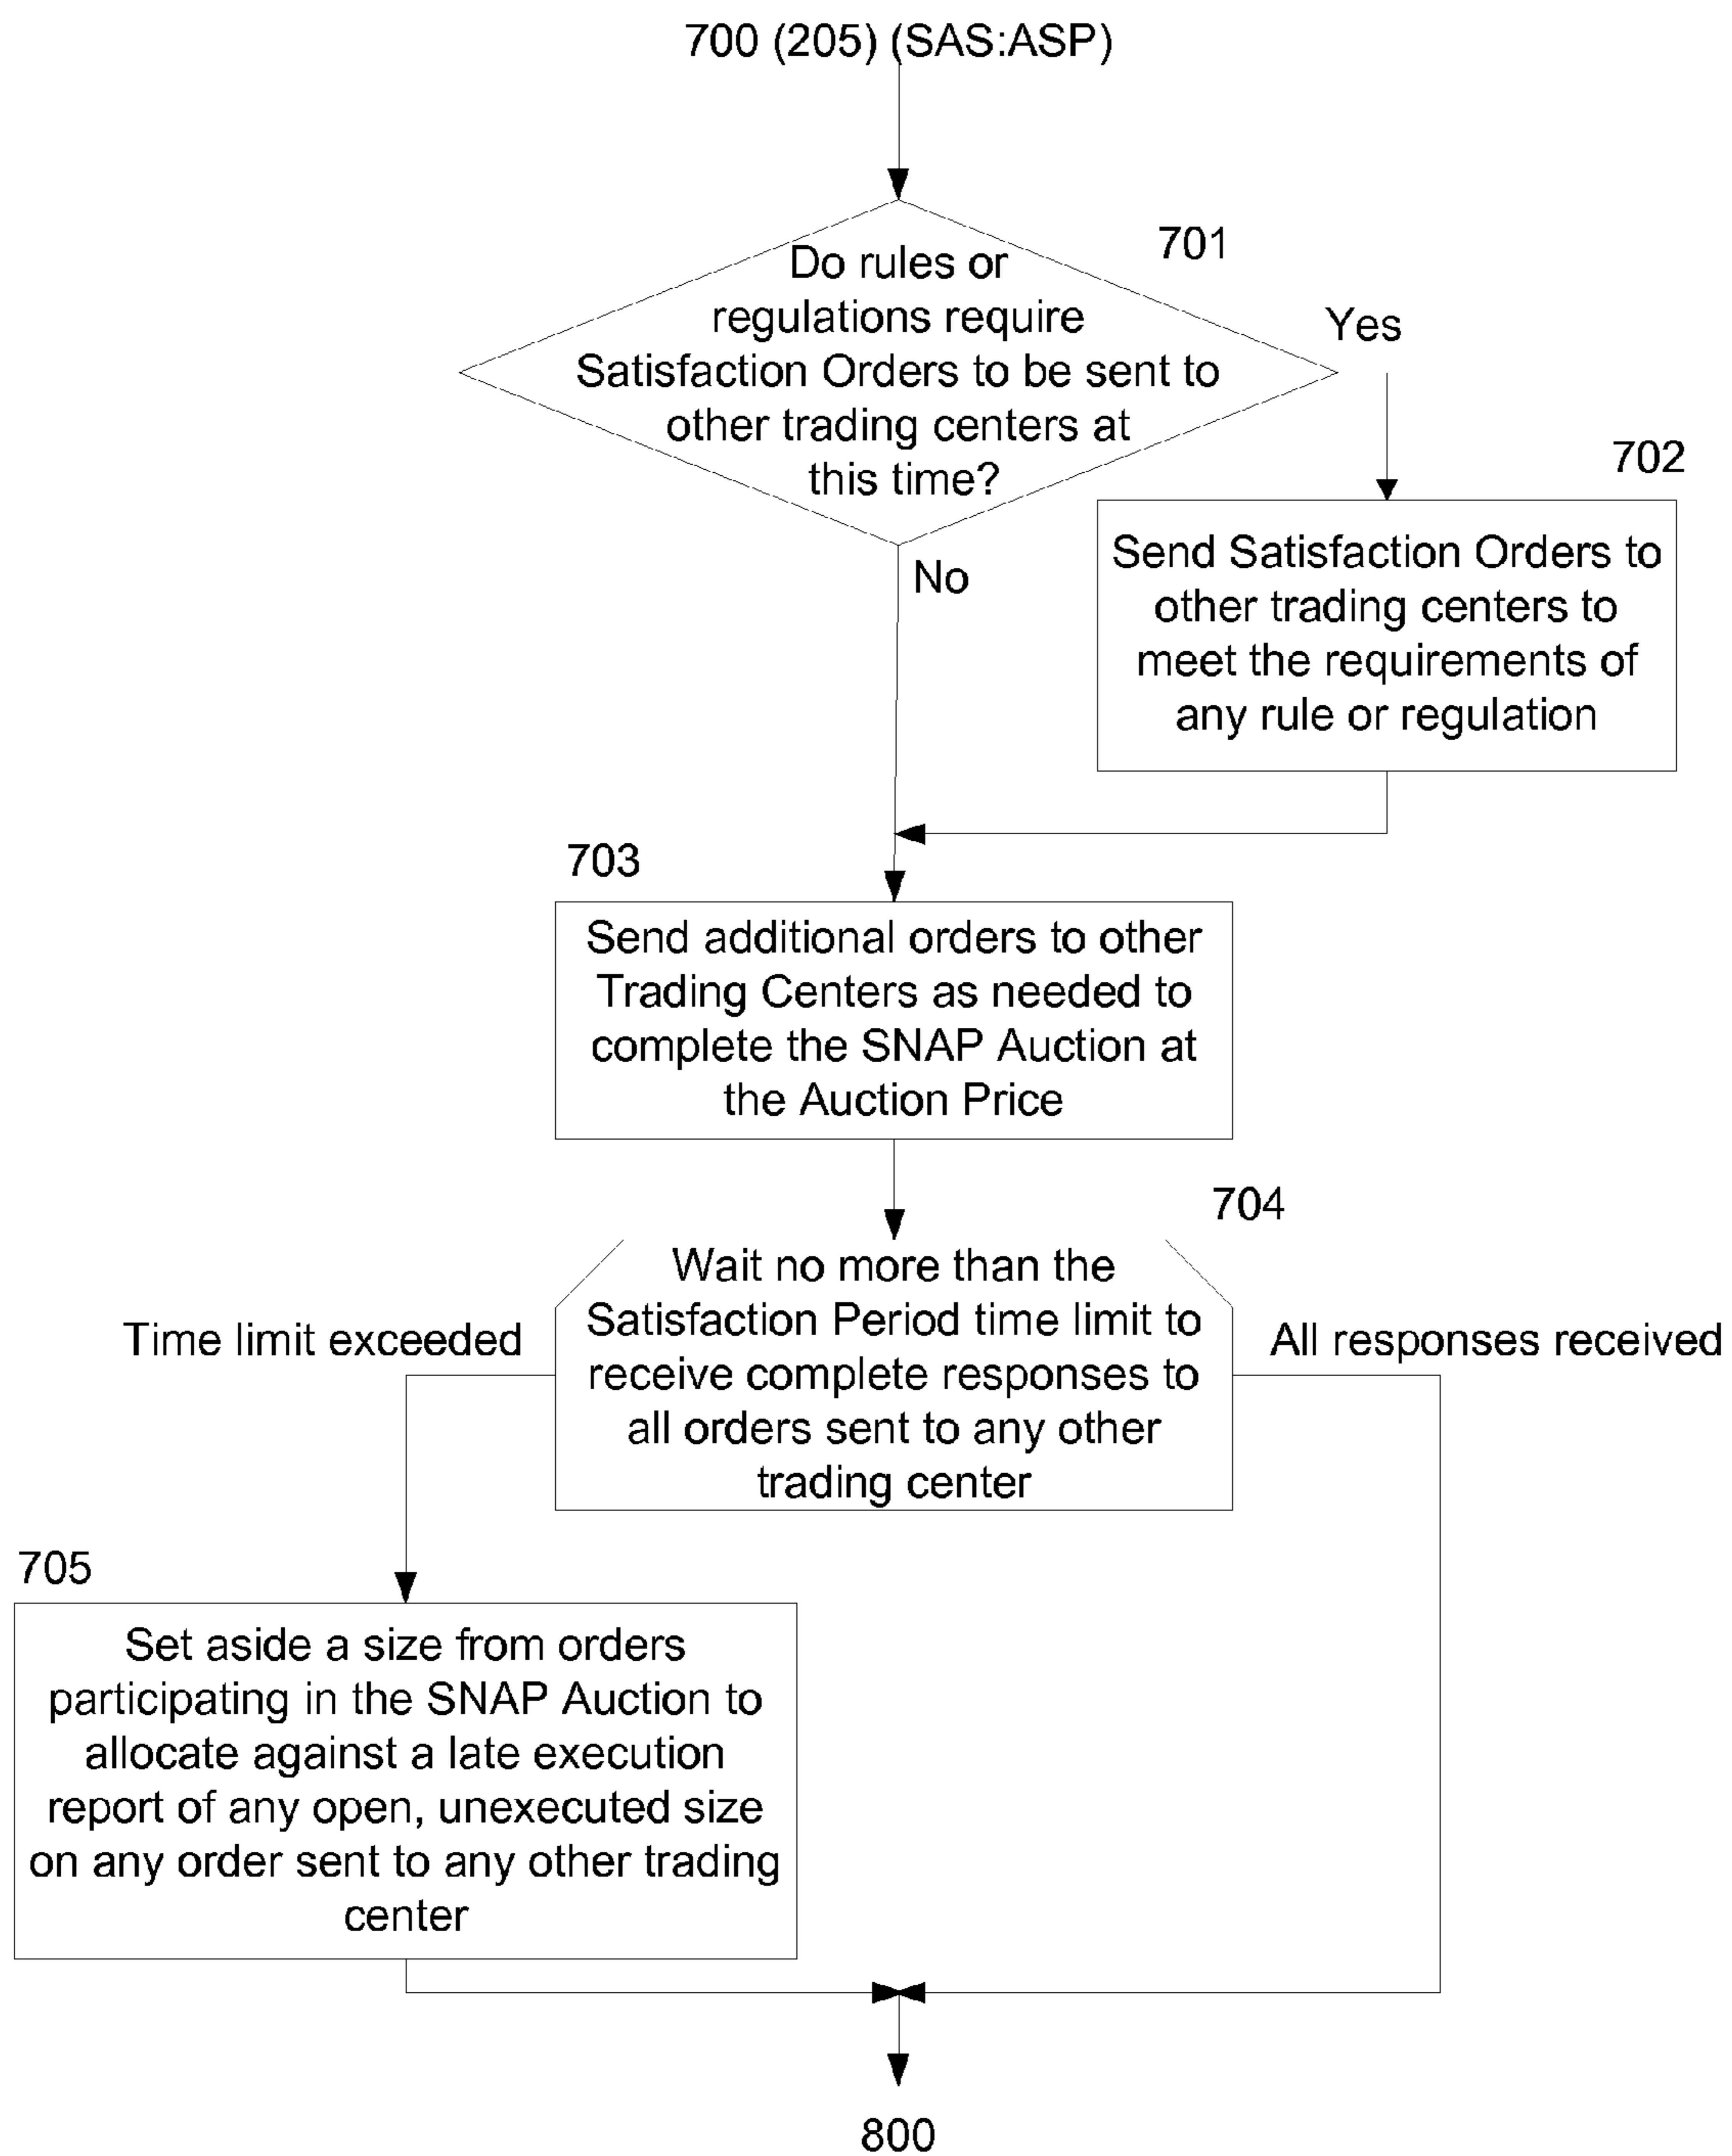 700 (205) (SAS:ASP)
701
Do rules or
regulations require
Satisfaction Orders to be sent to
other trading centers at
this time?
Yes
No
702
Send Satisfaction Orders to
other trading centers to
meet the requirements of
any rule or regulation
703
Send additional orders to other
Trading Centers as needed to
complete the SNAP Auction at
the Auction Price
704
Wait no more than the
Satisfaction Period time limit to
receive complete responses to
all orders sent to any other
trading center
Time limit exceeded
All responses received
705
Set aside a size from orders
participating in the SNAP Auction to
allocate against a late execution
report of any open, unexecuted size
on any order sent to any other trading
center
800